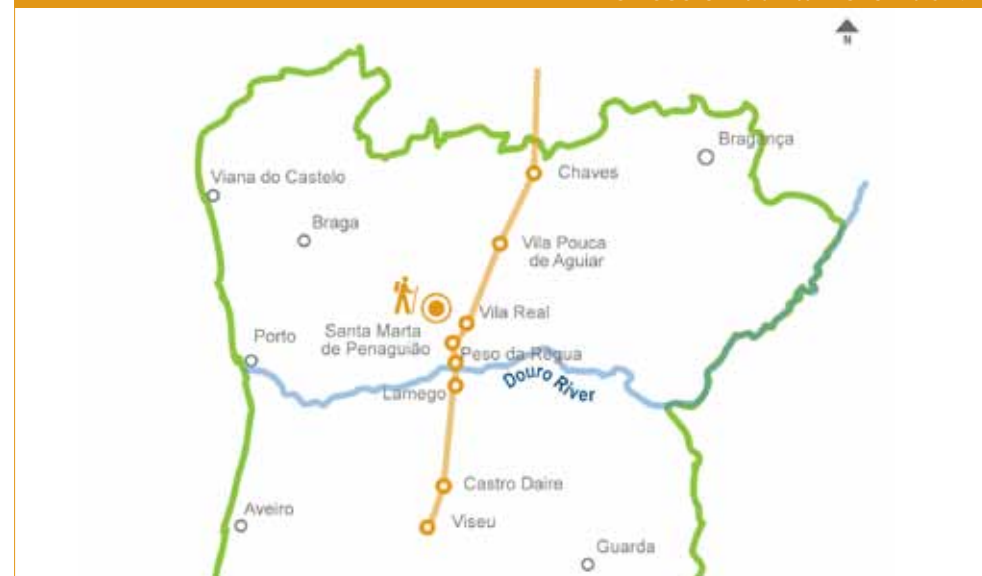 N
Bragança
Chaves
Viana do Castelo
Braga
Vila Pouca
de Aguiar
Vila Real
Santa Marta
de Penaguião
Porto
Peso da Régua
Douro River
Lamego
Castro Daire
Viseu
Aveiro
Guarda